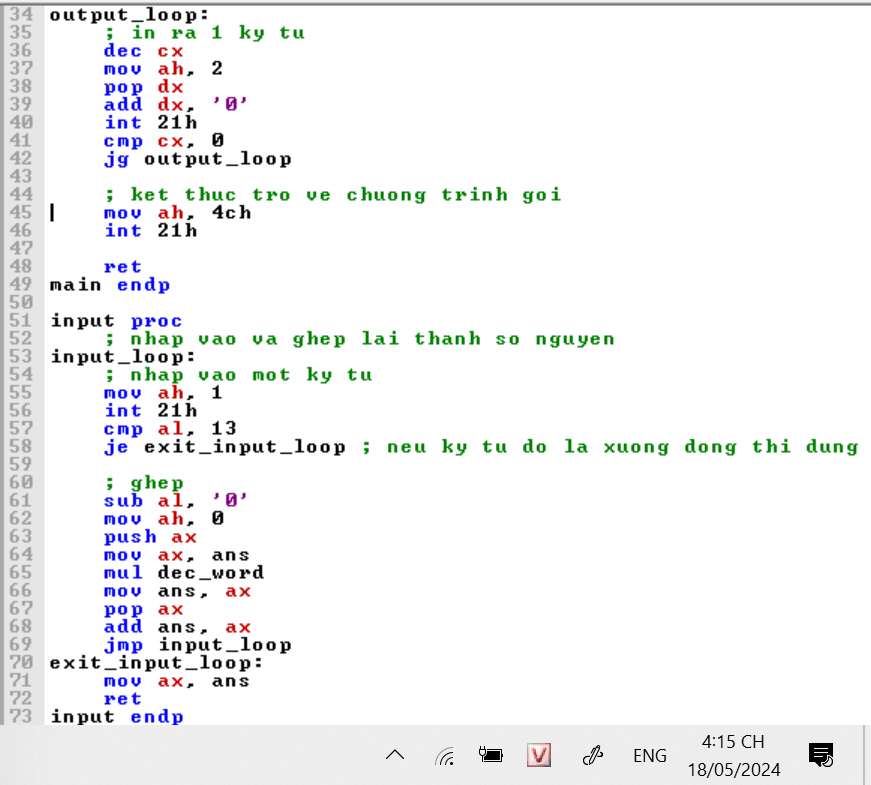 34 output_loop:
35 ; in ra 1 ky tu
36 dec cx
37 mov ah, 2
38 pop dx
39 add dx, '0'
40 int 21h
41 cmp cx, 0
42 jg output_loop
43
44 ; ket thuc tro ve chuong trinh goi
45 mov ah, 4ch
46 int 21h
47
48 ret
49 main endp
50
51 input proc
52 ; nhap vao va ghep lai thanh so nguyen
53 input_loop:
54 ; nhap vao mot ky tu
55 mov ah, 1
56 int 21h
57 cmp al, 13
58 je exit_input_loop ; neu ky tu do la xuong dong thi dung
59
60 ; ghep
61 sub al, '0'
62 mov ah, 0
63 push ax
64 mov ax, ans
65 mul dec_word
66 mov ans, ax
67 pop ax
68 add ans, ax
69 jmp input_loop
70 exit_input_loop:
71 mov ax, ans
72 ret
73 input endp
V
ENG
4:15 CH
18/05/2024